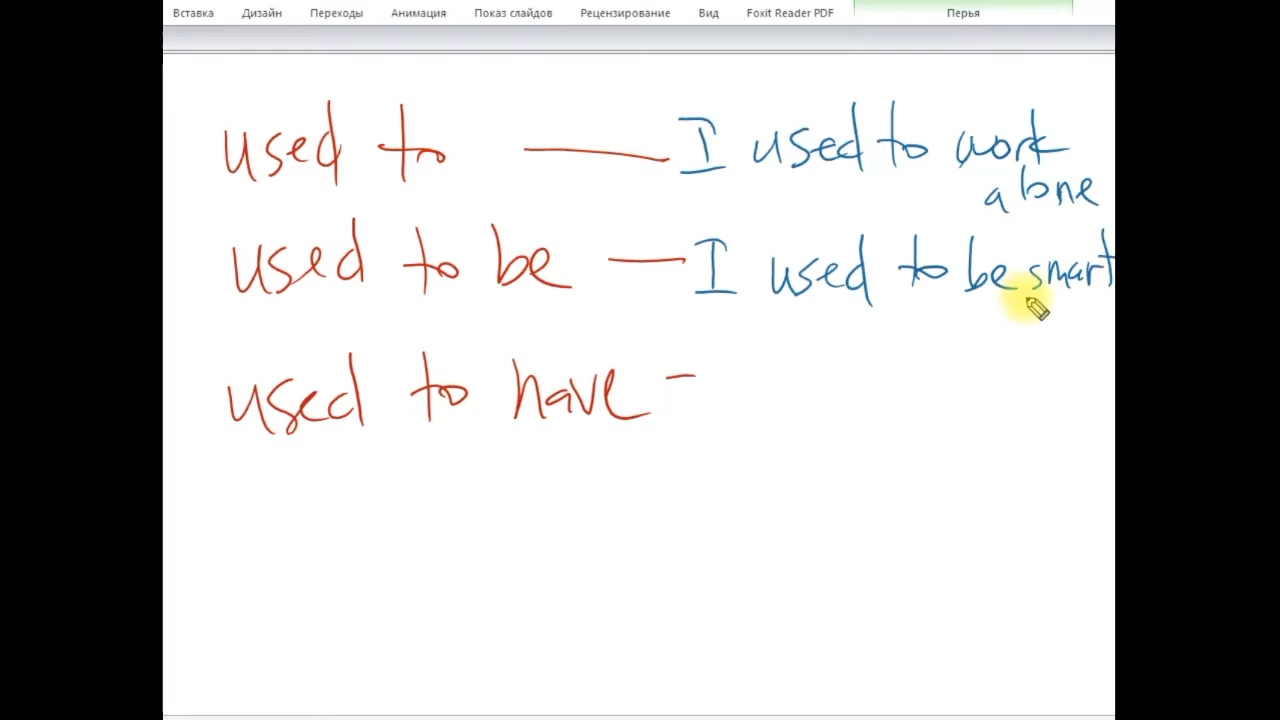 Вставка Дизайн Переходы Анимация Показ слайдов Рецензирование Вид Foxit Reader PDF Перья
used to — I used to work
alone
used to be — I used to be smart
used to have -